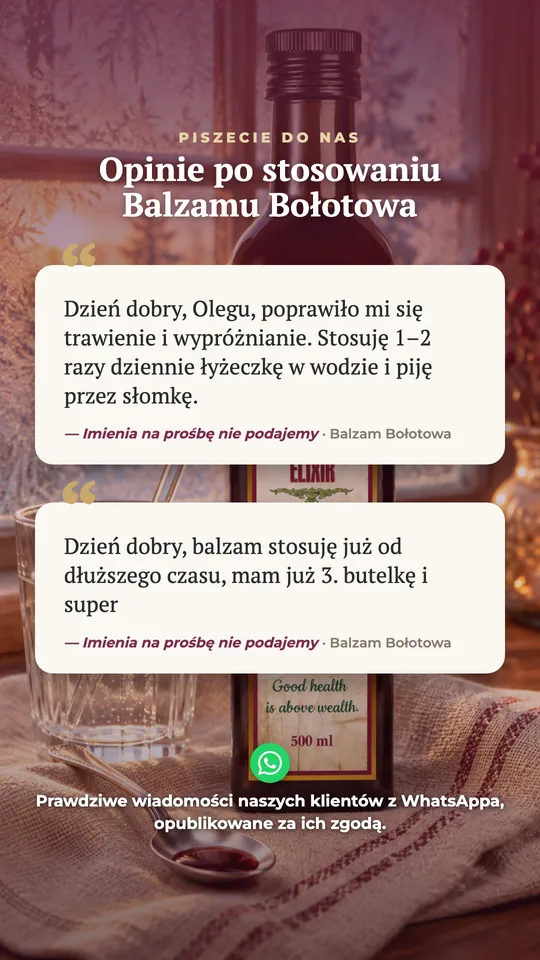 PISZECIE DO NAS
Opinie po stosowaniu
Balzamu Bołotowa
Dzień dobry, Olegu, poprawiło mi się
trawienie i wypróżnianie. Stosuję 1–2
razy dziennie łyżeczkę w wodzie i piję
przez słomkę.
— Imienia na prośbę nie podajemy · Balzam Bołotowa
ELIXIR
Dzień dobry, balzam stosuję już od
dłuższego czasu, mam już 3. butelkę i
super
— Imienia na prośbę nie podajemy · Balzam Bołotowa
Good health
is above wealth.
500 ml
Prawdziwe wiadomości naszych klientów z WhatsAppa,
opublikowane za ich zgodą.